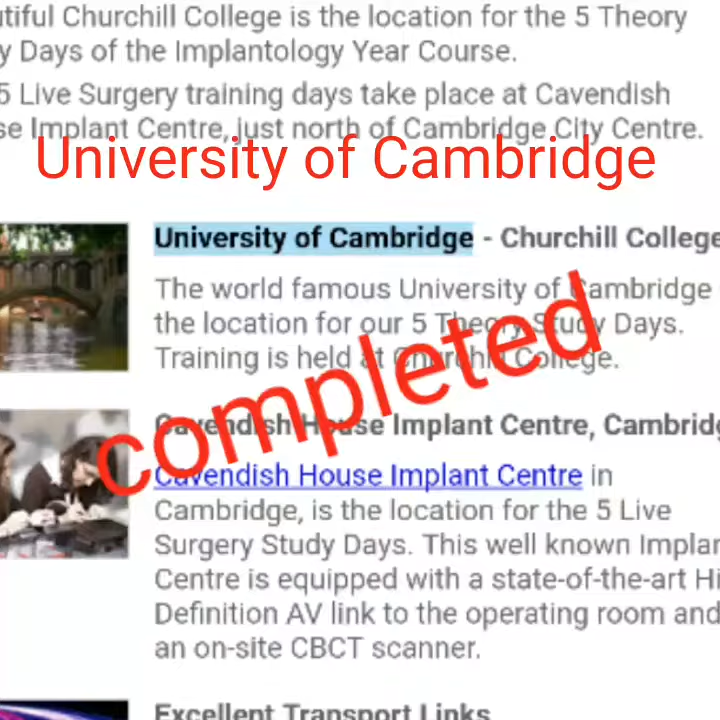 tiful Churchill College is the location for the 5 Theory
y Days of the Implantology Year Course.
5 Live Surgery training days take place at Cavendish
se Implant Centre, just north of Cambridge City Centre.
University of Cambridge
University of Cambridge - Churchill College
The world famous University of Cambridge
the location for our 5 Theory Study Days.
Training is held at Churchill College.
completed
Cavendish House Implant Centre, Cambridg
Cavendish House Implant Centre in
Cambridge, is the location for the 5 Live
Surgery Study Days. This well known Implan
Centre is equipped with a state-of-the-art Hi
Definition AV link to the operating room and
an on-site CBCT scanner.
Excellent Transport Links